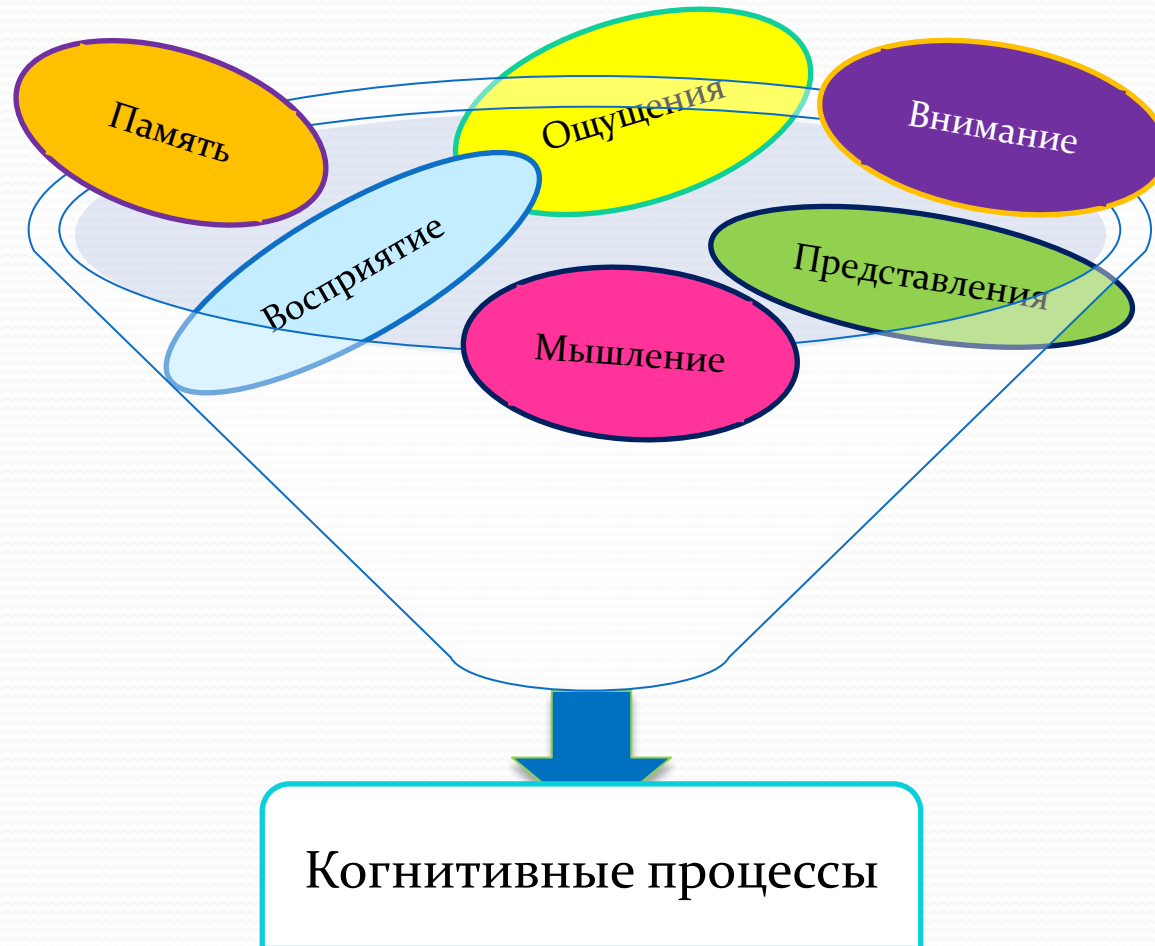 Память
Ощущения
Внимание
Восприятие
Представления
Мышление
Когнитивные процессы